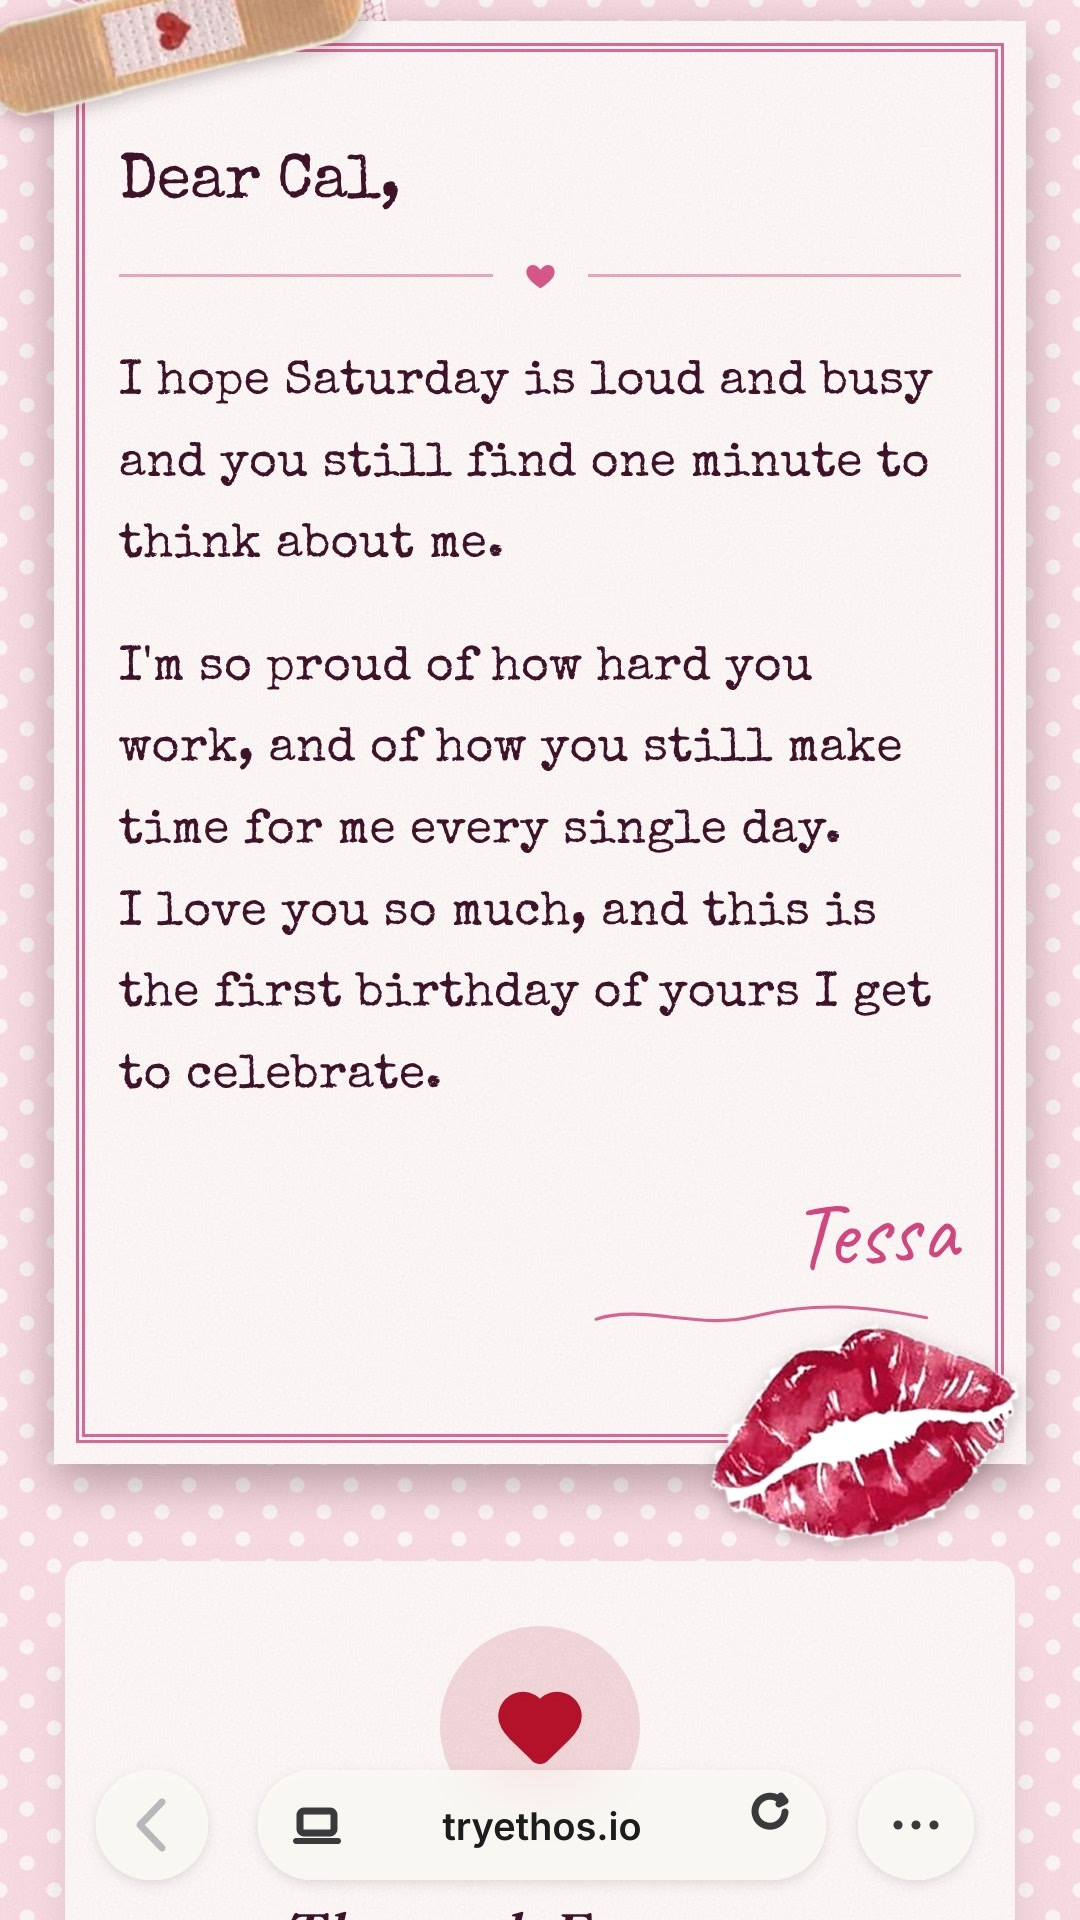 Dear Cal,
I hope Saturday is loud and busy
and you still find one minute to
think about me.
I'm so proud of how hard you
work, and of how you still make
time for me every single day.
I love you so much, and this is
the first birthday of yours I get
to celebrate.
Tessa
tryethos.io